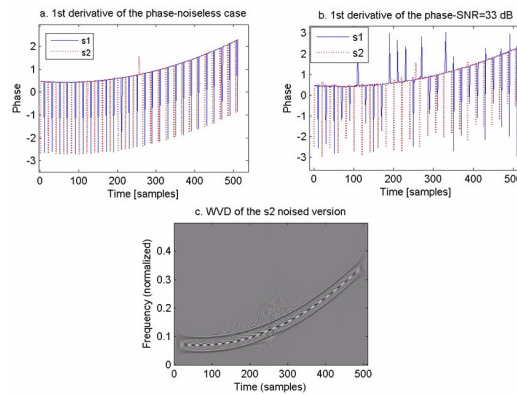 a. 1st derivative of the phase-noiseless case
s1
s2
Phase
2
1
0
-1
-2
-3
0 100 200 300 400 500
Time [samples]
b. 1st derivative of the phase-SNR=33 dB
s1
s2
Phase
3
2
1
0
-1
-2
-3
0 100 200 300 400 500
Time [samples]
c. WVD of the s2 noised version
Frequency (normalized)
0.4
0.3
0.2
0.1
0
0 100 200 300 400 500
Time (samples)